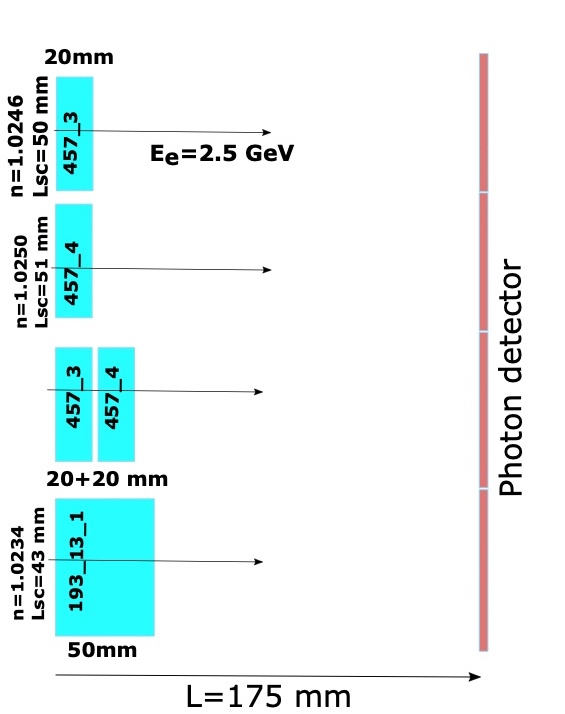 20mm
n=1.0246
Lsc=50 mm
457_3
Ee=2.5 GeV
n=1.0250
Lsc=51 mm
457_4
457_3
457_4
20+20 mm
n=1.0234
Lsc=43 mm
193_13_1
50mm
Photon detector
L=175 mm